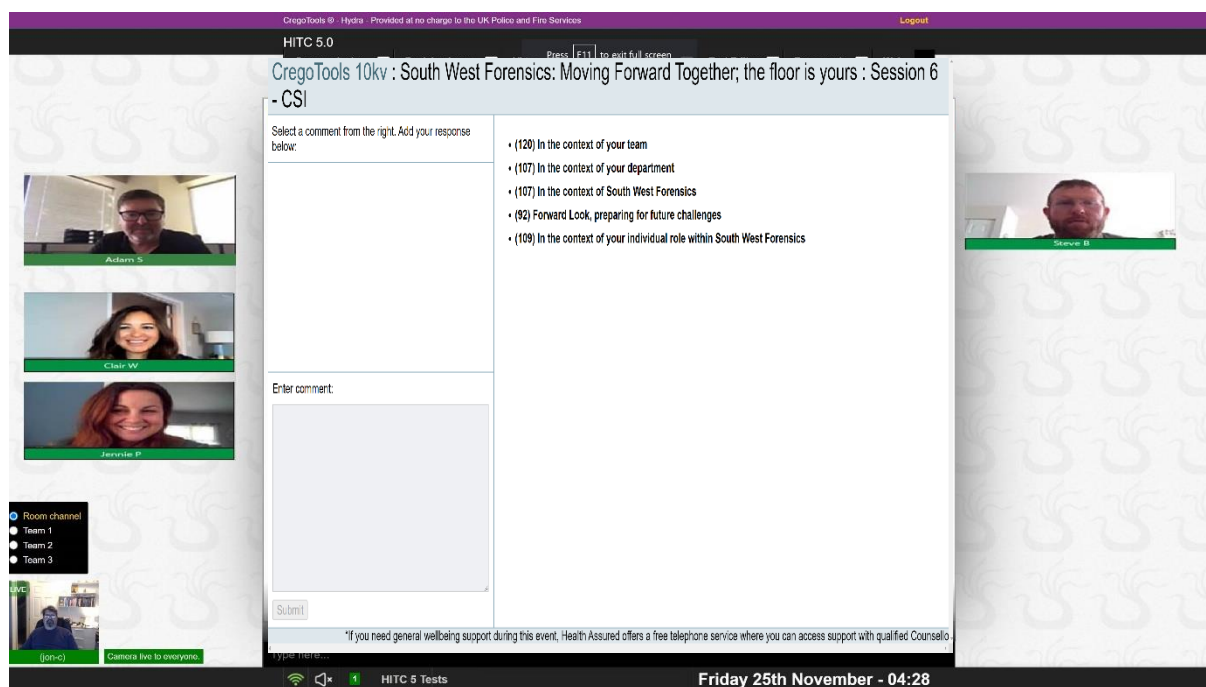 CregoTools ® - Hydra - Provided at no charge to the UK Police and Fire Services
Logout
HITC 5.0
Press F11 to exit full screen
CregoTools 10kv : South West Forensics: Moving Forward Together; the floor is yours : Session 6
- CSI
Select a comment from the right. Add your response
below:
• (120) In the context of your team
• (107) In the context of your department
• (107) In the context of South West Forensics
• (92) Forward Look, preparing for future challenges
• (109) In the context of your individual role within South West Forensics
Adam S
Steve B
Clair W
Enter comment:
Jennie P
Room channel
Team 1
Team 2
Team 3
LIVE
Submit
*If you need general wellbeing support during this event, Health Assured offers a free telephone service where you can access support with qualified Counsello
(jon-c)
Camera live to everyone.
Type here...
1
HITC 5 Tests
Friday 25th November - 04:28